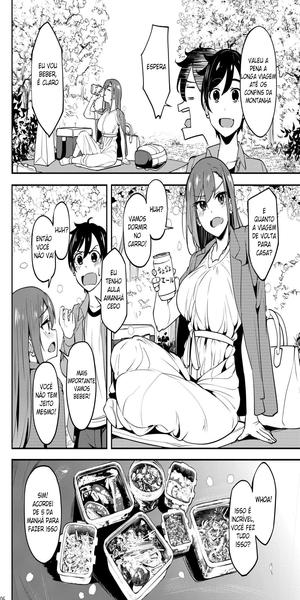 VALEU A
PENA A
LONGA VIAGEM
ATÉ OS
CONFINS DA
MONTANHA
ESPERA
EU VOU
BEBER,
É CLARO
E QUANTO
A VIAGEM
DE VOLTA
PARA
CASA?
HUH?
VAMOS
DORMIR
NO
CARRO!
EU TENHO
AULA
AMANHÃ
CEDO
HUH?
ENTÃO
VOCÊ
NÃO VAI
MAIS
IMPORTANTE
VAMOS
BEBER!
VOCÊ NÃO
TEM
JEITO
MESMO!
WHOA!
ISSO É
INCRÍVEL,
VOCÊ FEZ
TUDO
ISSO?
SIM!
ACORDEI
DE S DA
MANHÃ PARA
FAZER ISSO